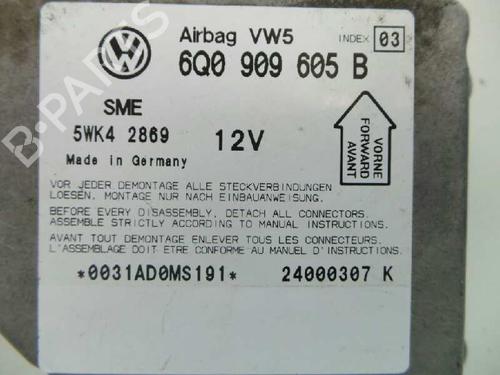 Airbag VW5 INDEX 03
6Q0 909 605 B
SME
5WK4 2869 12V
Made in Germany
VORNE
FORWARD
AVANT
VOR JEDER DEMONTAGE ALLE STECKVERBINDUNGEN
LOESEN, MONTAGE NUR NACH EINBAUANWEISUNG.
BEFORE EVERY DISASSEMBLY, DETACH ALL CONNECTORS.
ASSEMBLE STRICTLY ACCORDING TO MANUAL INSTRUCTIONS.
AVANT TOUT DEMONTAGE ENLEVER TOUS LES CONNECTEURS.
L'ASSEMBLAGE DOIT ETRE CONFORME AU MANUEL D'INSTRUCTIONS.
*0031AD0MS191* 24000307 K
B-PARTS